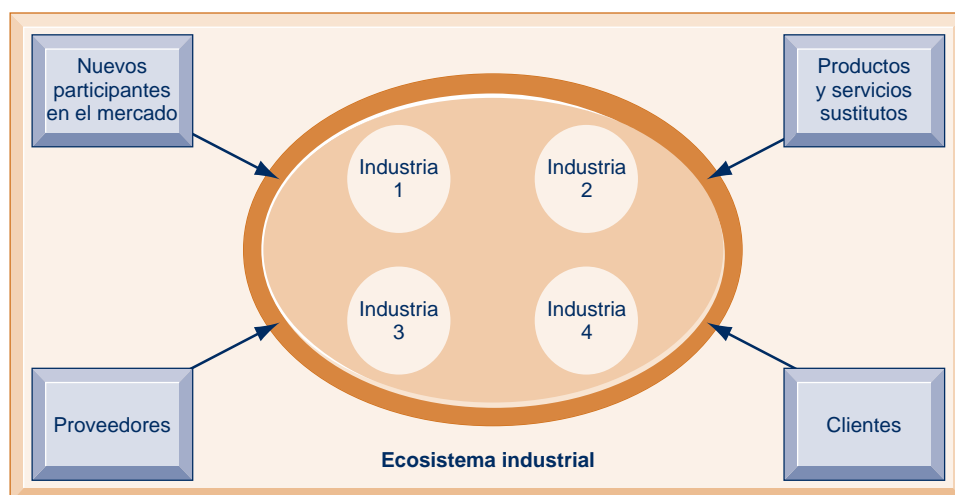 Nuevos
participantes
en el mercado
Productos
y servicios
sustitutos
Industria
1
Industria
2
Industria
3
Industria
4
Proveedores
Clientes
Ecosistema industrial